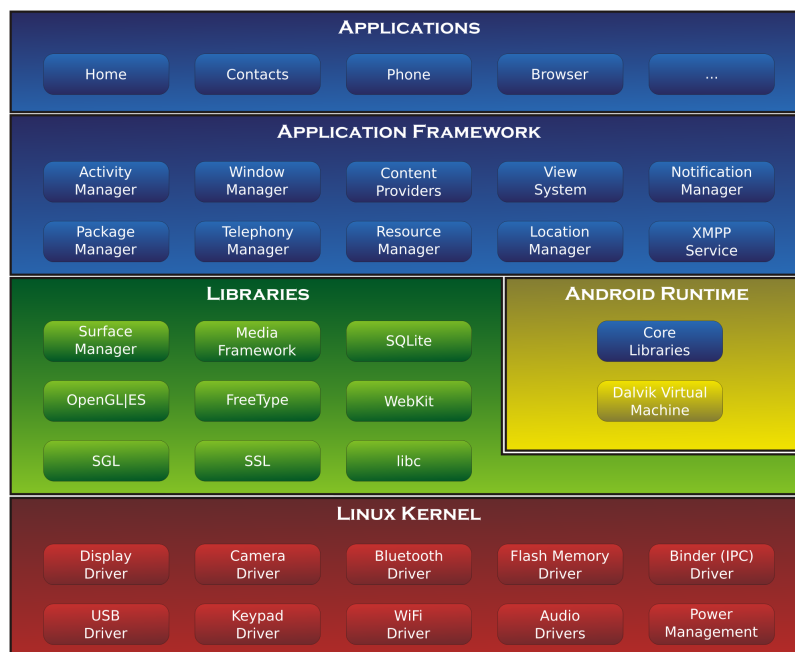 APPLICATIONS
Home
Contacts
Phone
Browser
...
APPLICATION FRAMEWORK
Activity
Manager
Window
Manager
Content
Providers
View
System
Notification
Manager
Package
Manager
Telephony
Manager
Resource
Manager
Location
Manager
XMPP
Service
LIBRARIES
Surface
Manager
Media
Framework
SQLite
OpenGL|ES
FreeType
WebKit
SGL
SSL
libc
ANDROID RUNTIME
Core
Libraries
Dalvik Virtual
Machine
LINUX KERNEL
Display
Driver
Camera
Driver
Bluetooth
Driver
Flash Memory
Driver
Binder (IPC)
Driver
USB
Driver
Keypad
Driver
WiFi
Driver
Audio
Drivers
Power
Management